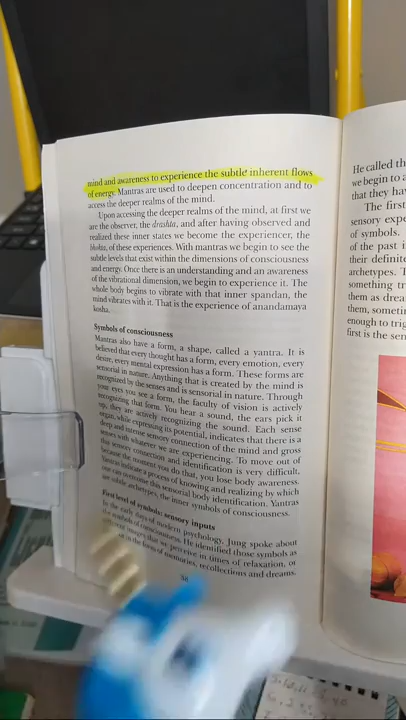 mind and awareness to experience the subtle inherent flows
of energy. Mantras are used to deepen concentration and to
access the deeper realms of the mind.
Upon accessing the deeper realms of the mind, at first we
are the observer, the drashta, and after having observed and
realized these inner states we become the experiencer, the
bhokta, of these experiences. With mantras we begin to see the
subtle levels that exist within the dimensions of consciousness
and energy. Once there is an understanding and an awareness
of the vibrational dimension, we begin to experience it. The
whole body begins to vibrate with that inner spandan, the
mind vibrates with it. That is the experience of anandamaya
kosha.
Symbols of consciousness
Mantras also have a form, a shape, called a yantra. It is
believed that every thought has a form, every emotion, every
desire, every mental expression has a form. These forms are
sensorial in nature. Anything that is created by the mind is
recognized by the senses and is sensorial in nature. Through
your eyes you see a form, the faculty of vision is actively
recognizing that form. You hear a sound, the ears pick it
up, they are actively recognizing the sound. Each sense
organ, while expressing its potential, indicates that there is a
deep and intense sensory connection of the mind and gross
senses with whatever we are experiencing. To move out of
this sensory connection and identification is very difficult,
because the moment you do that, you lose body awareness.
Yantras indicate a process of knowing and realizing by which
one can overcome this sensorial body identification. Yantras
are subtle archetypes, the inner symbols of consciousness.
First level of symbols: sensory inputs
In the early days of modern psychology, Jung spoke about
the symbols of consciousness. He identified those symbols as
that we perceive in times of relaxation, or
in the form of memories, recollections and dreams.
38
He called th
we begin to a
that they hav
The first
sensory expe
of symbols.
of the past i
their definite
archetypes. T
something tr
them as drea
them, sometin
enough to trig
first is the sen